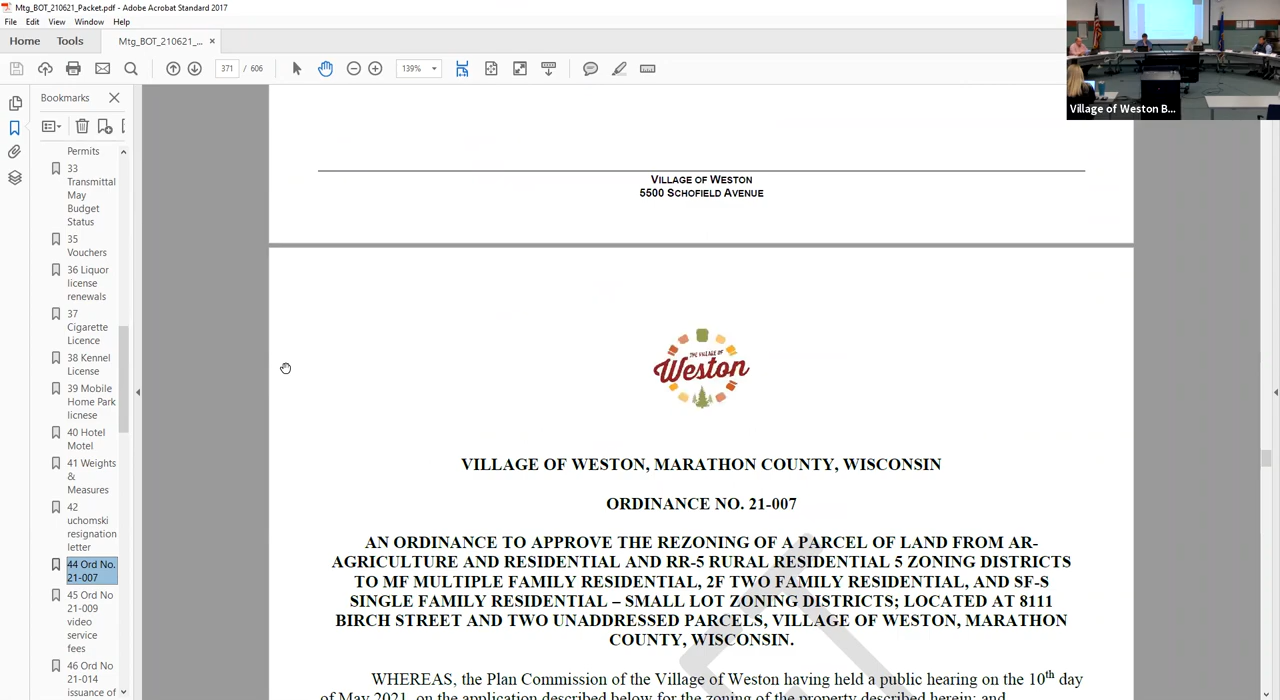 Mtg_BOT_210621_Packet.pdf - Adobe Acrobat Standard 2017
File Edit View Window Help
Home Tools Mtg_BOT_210621_... ×
371 / 606 139%
Bookmarks
Permits
33
Transmittal
May
Budget
Status
35
Vouchers
36 Liquor
license
renewals
37
Cigarette
Licence
38 Kennel
License
39 Mobile
Home Park
licnese
40 Hotel
Motel
41 Weights
&
Measures
42
uchomski
resignation
letter
44 Ord No.
21-007
45 Ord No
21-009
video
service
fees
46 Ord No
21-014
issuance of
VILLAGE OF WESTON
5500 SCHOFIELD AVENUE
THE VILLAGE OF
Weston
VILLAGE OF WESTON, MARATHON COUNTY, WISCONSIN
ORDINANCE NO. 21-007
AN ORDINANCE TO APPROVE THE REZONING OF A PARCEL OF LAND FROM AR-
AGRICULTURE AND RESIDENTIAL AND RR-5 RURAL RESIDENTIAL 5 ZONING DISTRICTS
TO MF MULTIPLE FAMILY RESIDENTIAL, 2F TWO FAMILY RESIDENTIAL, AND SF-S
SINGLE FAMILY RESIDENTIAL – SMALL LOT ZONING DISTRICTS; LOCATED AT 8111
BIRCH STREET AND TWO UNADDRESSED PARCELS, VILLAGE OF WESTON, MARATHON
COUNTY, WISCONSIN.
WHEREAS, the Plan Commission of the Village of Weston having held a public hearing on the 10th day
of May 2021, on the application described below for the zoning of the property described herein; and
Village of Weston B...